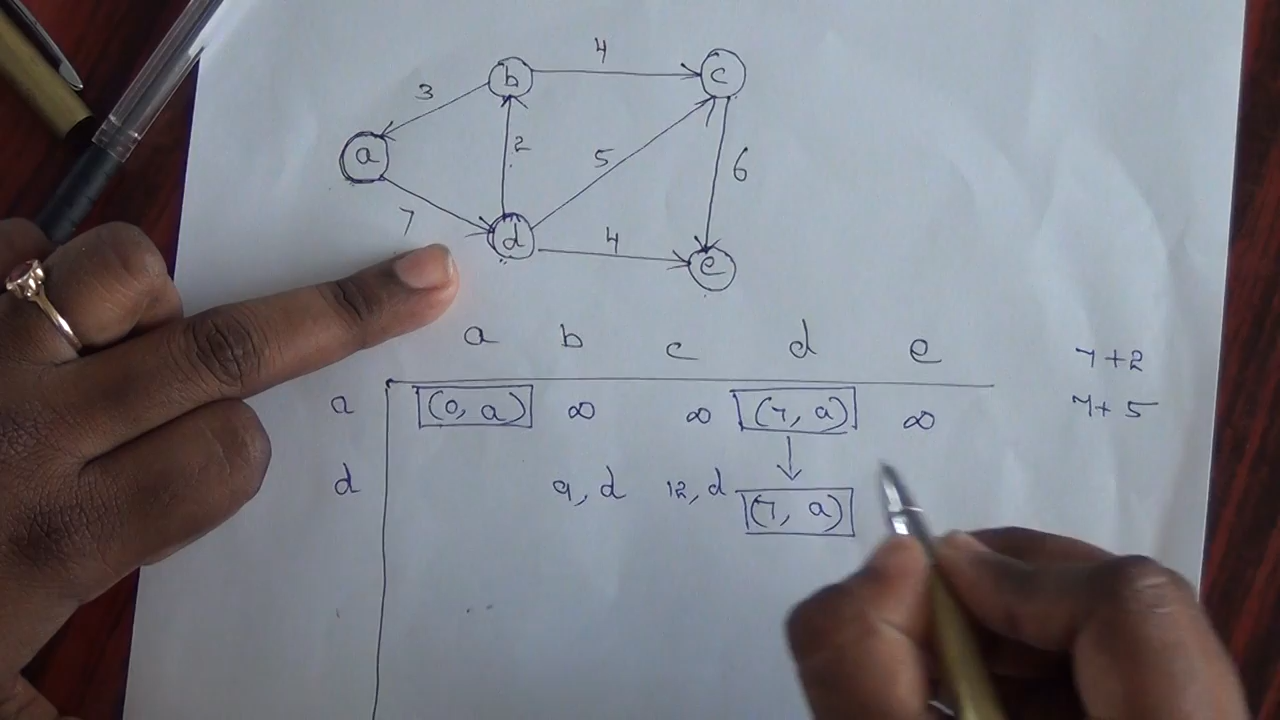 4
b c
3
2 5 6
a
7
d 4 e
a b c d e 7+2
a (0, a) ∞ ∞ (7, a) ∞ 7+5
d 9, d 12, d (7, a)